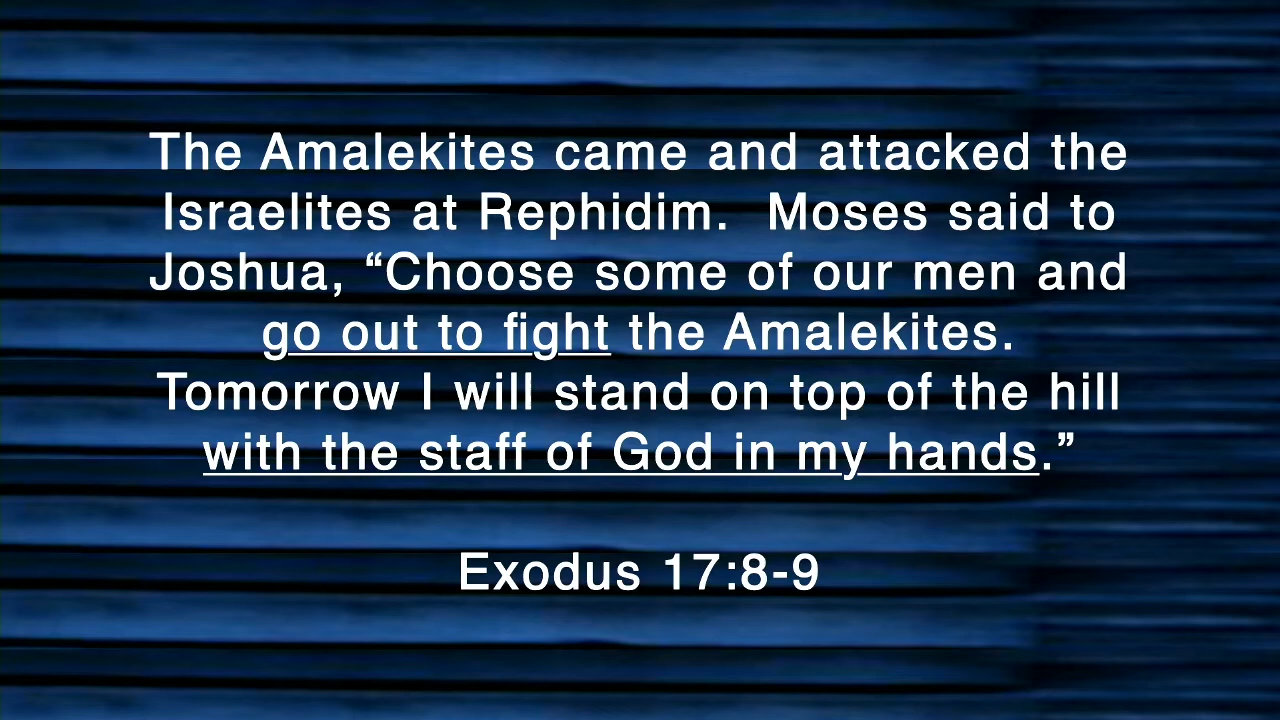 The Amalekites came and attacked the
Israelites at Rephidim.  Moses said to
Joshua, “Choose some of our men and
go out to fight the Amalekites.
Tomorrow I will stand on top of the hill
with the staff of God in my hands.”
Exodus 17:8-9